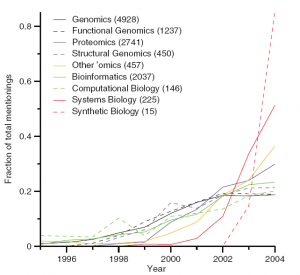 0.8
0.6
0.4
0.2
0
Fraction of total mentionings
Genomics (4928)
Functional Genomics (1237)
Proteomics (2741)
Structural Genomics (450)
Other 'omics (457)
Bioinformatics (2037)
Computational Biology (146)
Systems Biology (225)
Synthetic Biology (15)
1996 1998 2000 2002 2004
Year